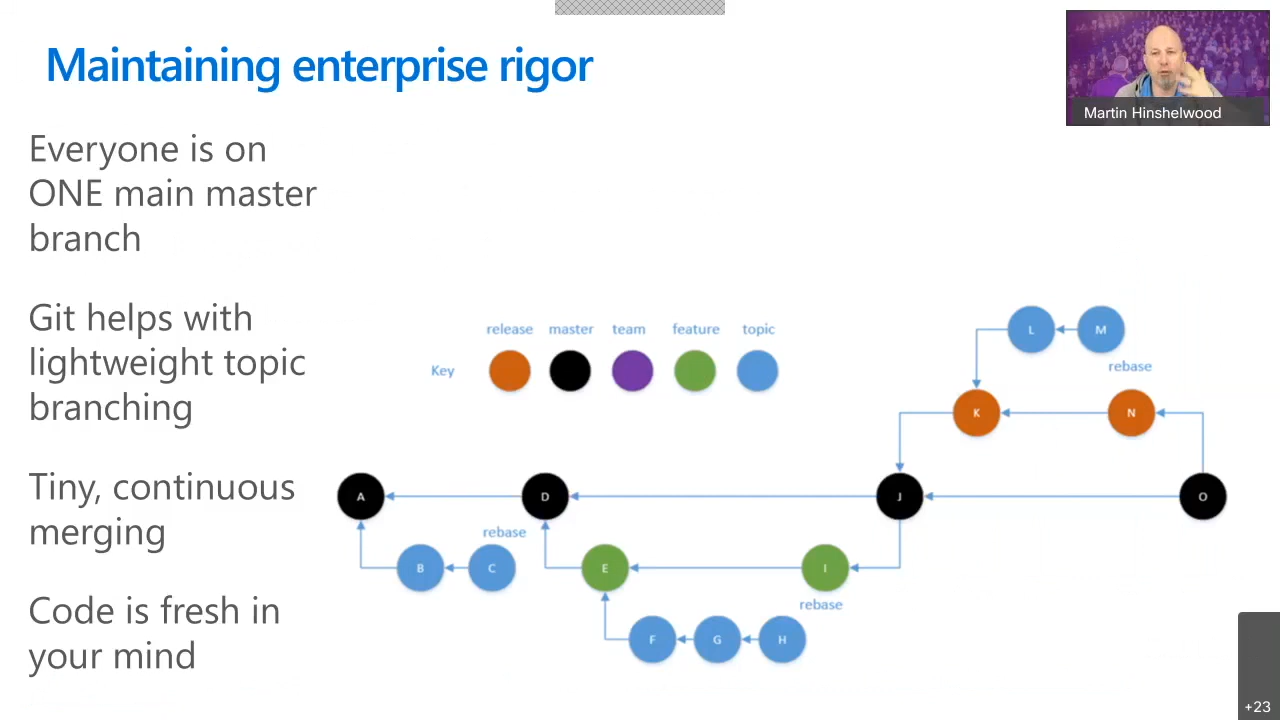 Maintaining enterprise rigor
Martin Hinshelwood
Everyone is on
ONE main master
branch
Git helps with
lightweight topic
branching
Tiny, continuous
merging
Code is fresh in
your mind
release master team feature topic
Key
L M
rebase
K N
A D J O
rebase
B C E I
rebase
F G H
+23